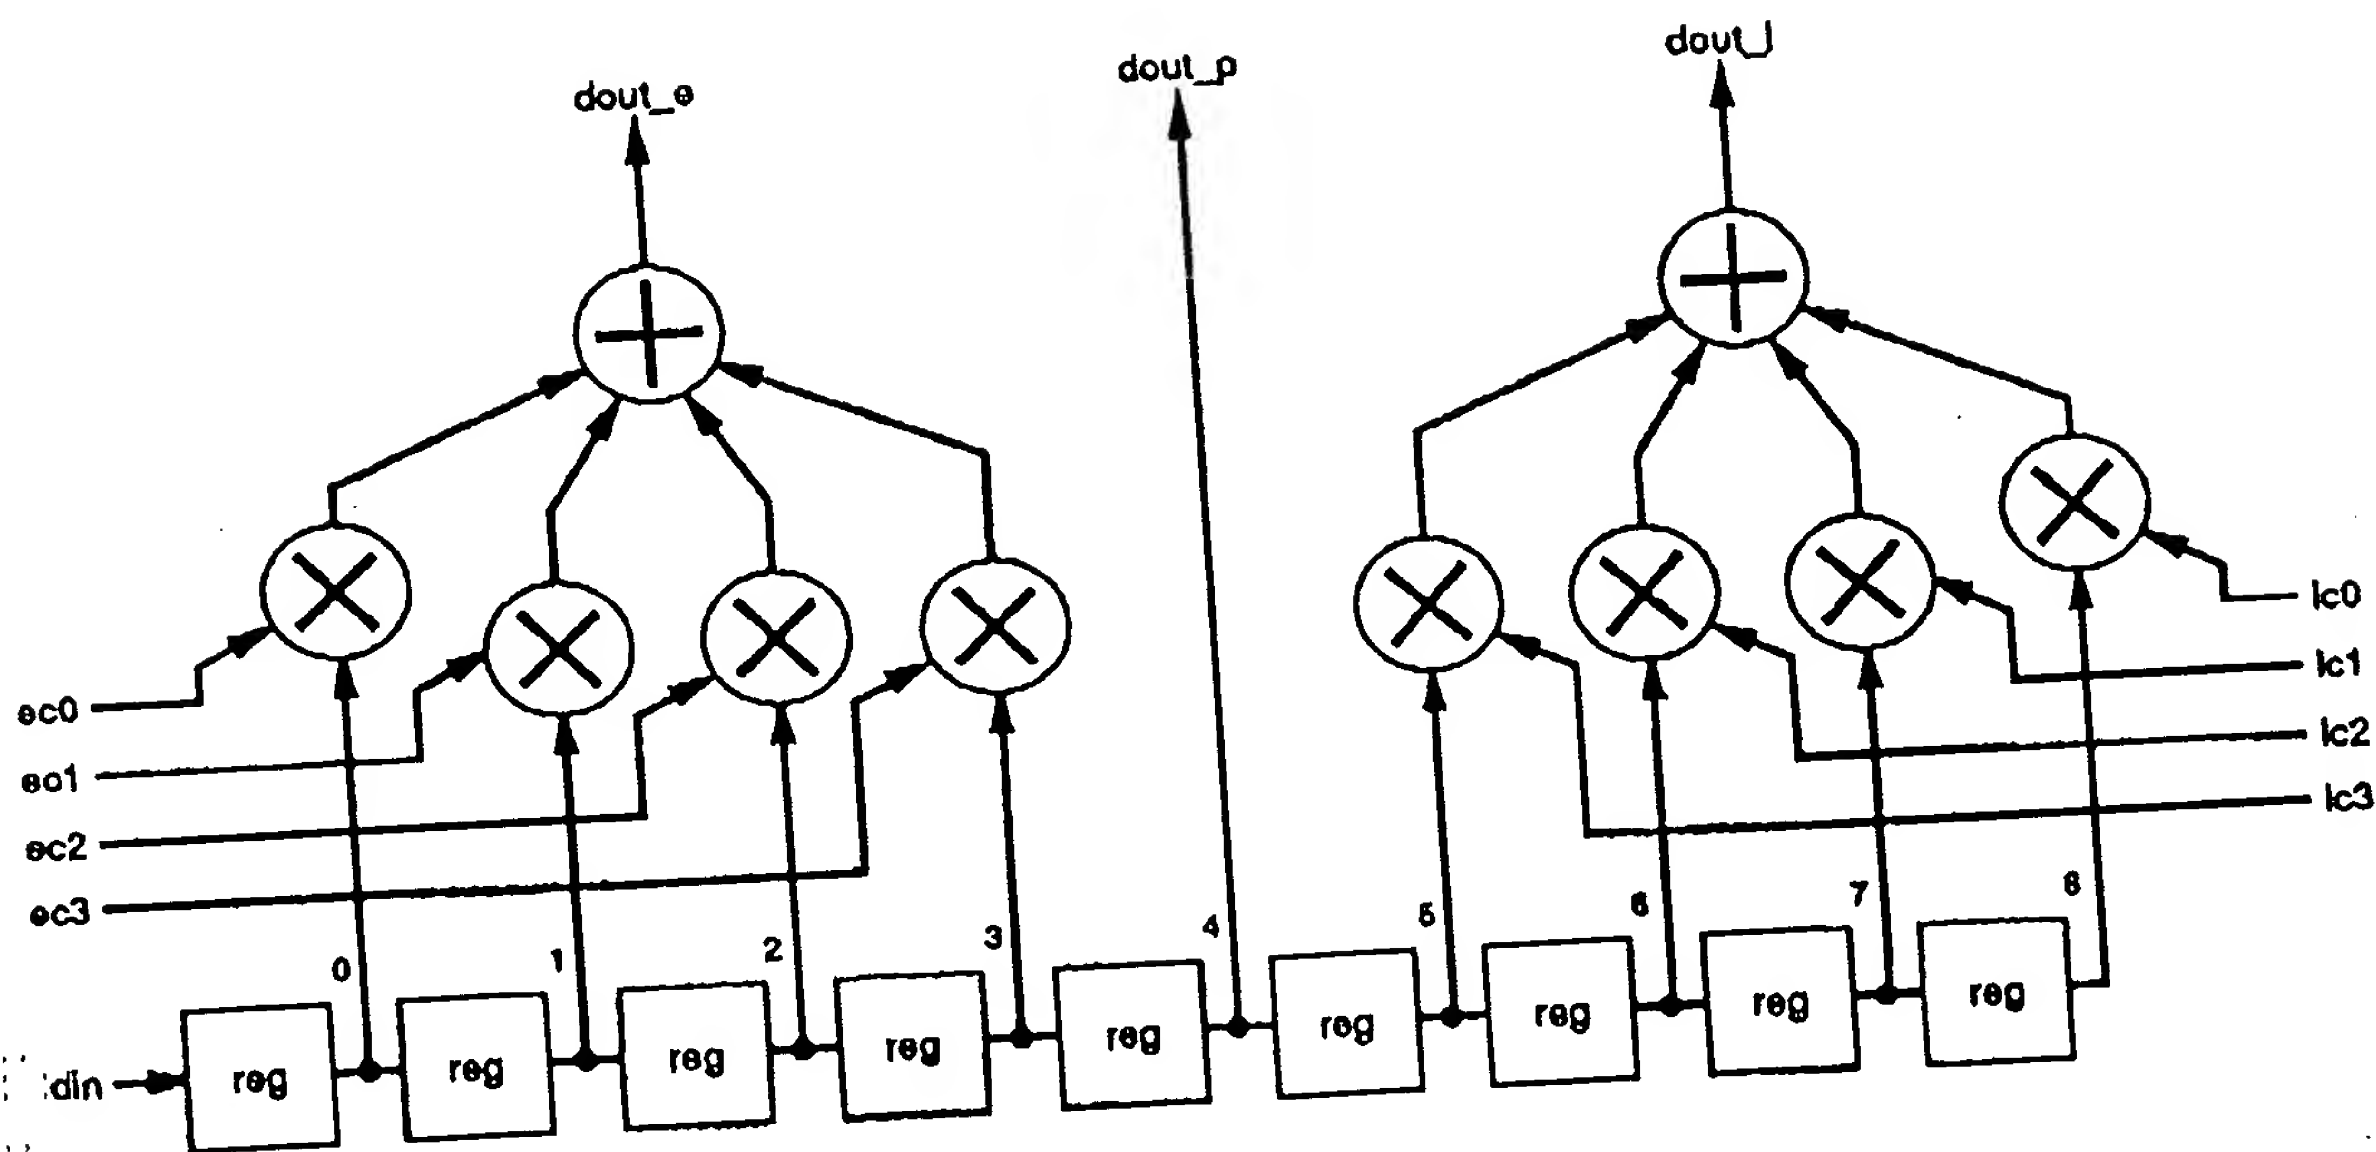 dout_e
dout_p
dout_l
ec0
ec1
ec2
ec3
lc0
lc1
lc2
lc3
0
1
2
3
4
5
6
7
8
din
reg
reg
reg
reg
reg
reg
reg
reg
reg